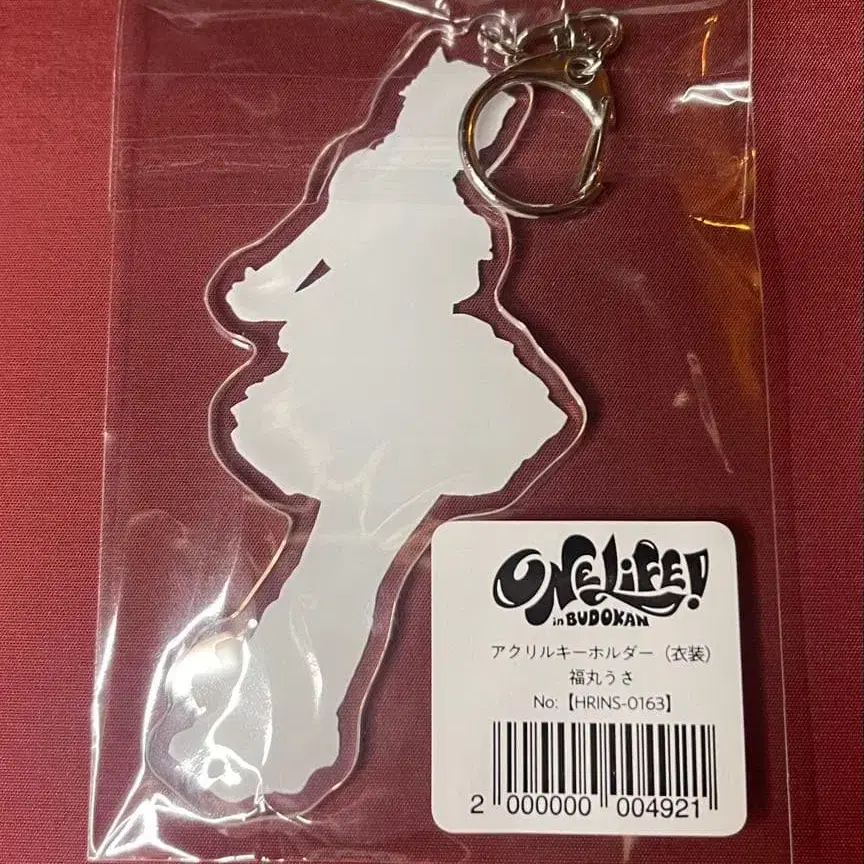 ONE LIFE!
in BUDOKAN
アクリルキーホルダー（衣装）
福丸うさ
No:【HRINS-0163】
2 000000 004921